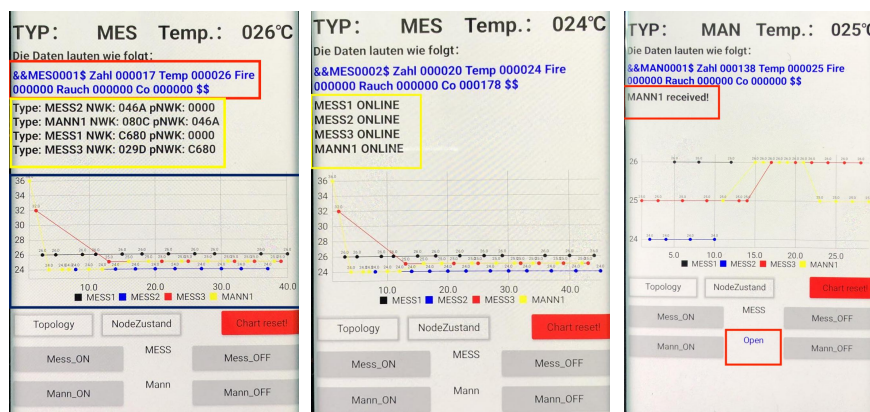 TYP: MES Temp.: 026℃
Die Daten lauten wie folgt:
&&MES0001$ Zahl 000017 Temp 000026 Fire
000000 Rauch 000000 Co 000000 $$
Type: MESS2 NWK: 046A pNWK: 0000
Type: MANN1 NWK: 080C pNWK: 046A
Type: MESS1 NWK: C680 pNWK: 0000
Type: MESS3 NWK: 029D pNWK: C680
36
34
32
30
28
26
24
10.0 20.0 30.0 40.0
MESS1 MESS2 MESS3 MANN1
Topology NodeZustand Chart reset!
Mess_ON MESS Mess_OFF
Mann_ON Mann Mann_OFF
TYP: MES Temp.: 024℃
Die Daten lauten wie folgt:
&&MES0002$ Zahl 000020 Temp 000024 Fire
000000 Rauch 000000 Co 000178 $$
MESS1 ONLINE
MESS2 ONLINE
MESS3 ONLINE
MANN1 ONLINE
36
34
32
30
28
26
24
10.0 20.0 30.0 40.0
MESS1 MESS2 MESS3 MANN1
Topology NodeZustand Chart reset!
Mess_ON MESS Mess_OFF
Mann_ON Mann Mann_OFF
TYP: MAN Temp.: 025℃
Die Daten lauten wie folgt:
&&MAN0001$ Zahl 000138 Temp 000025 Fire
000000 Rauch 000000 Co 000000 $$
MANN1 received!
26
25
24
5.0 10.0 15.0 20.0 25.0
MESS1 MESS2 MESS3 MANN1
Topology NodeZustand Chart reset!
Mess_ON MESS Mess_OFF
Mann_ON Open Mann_OFF